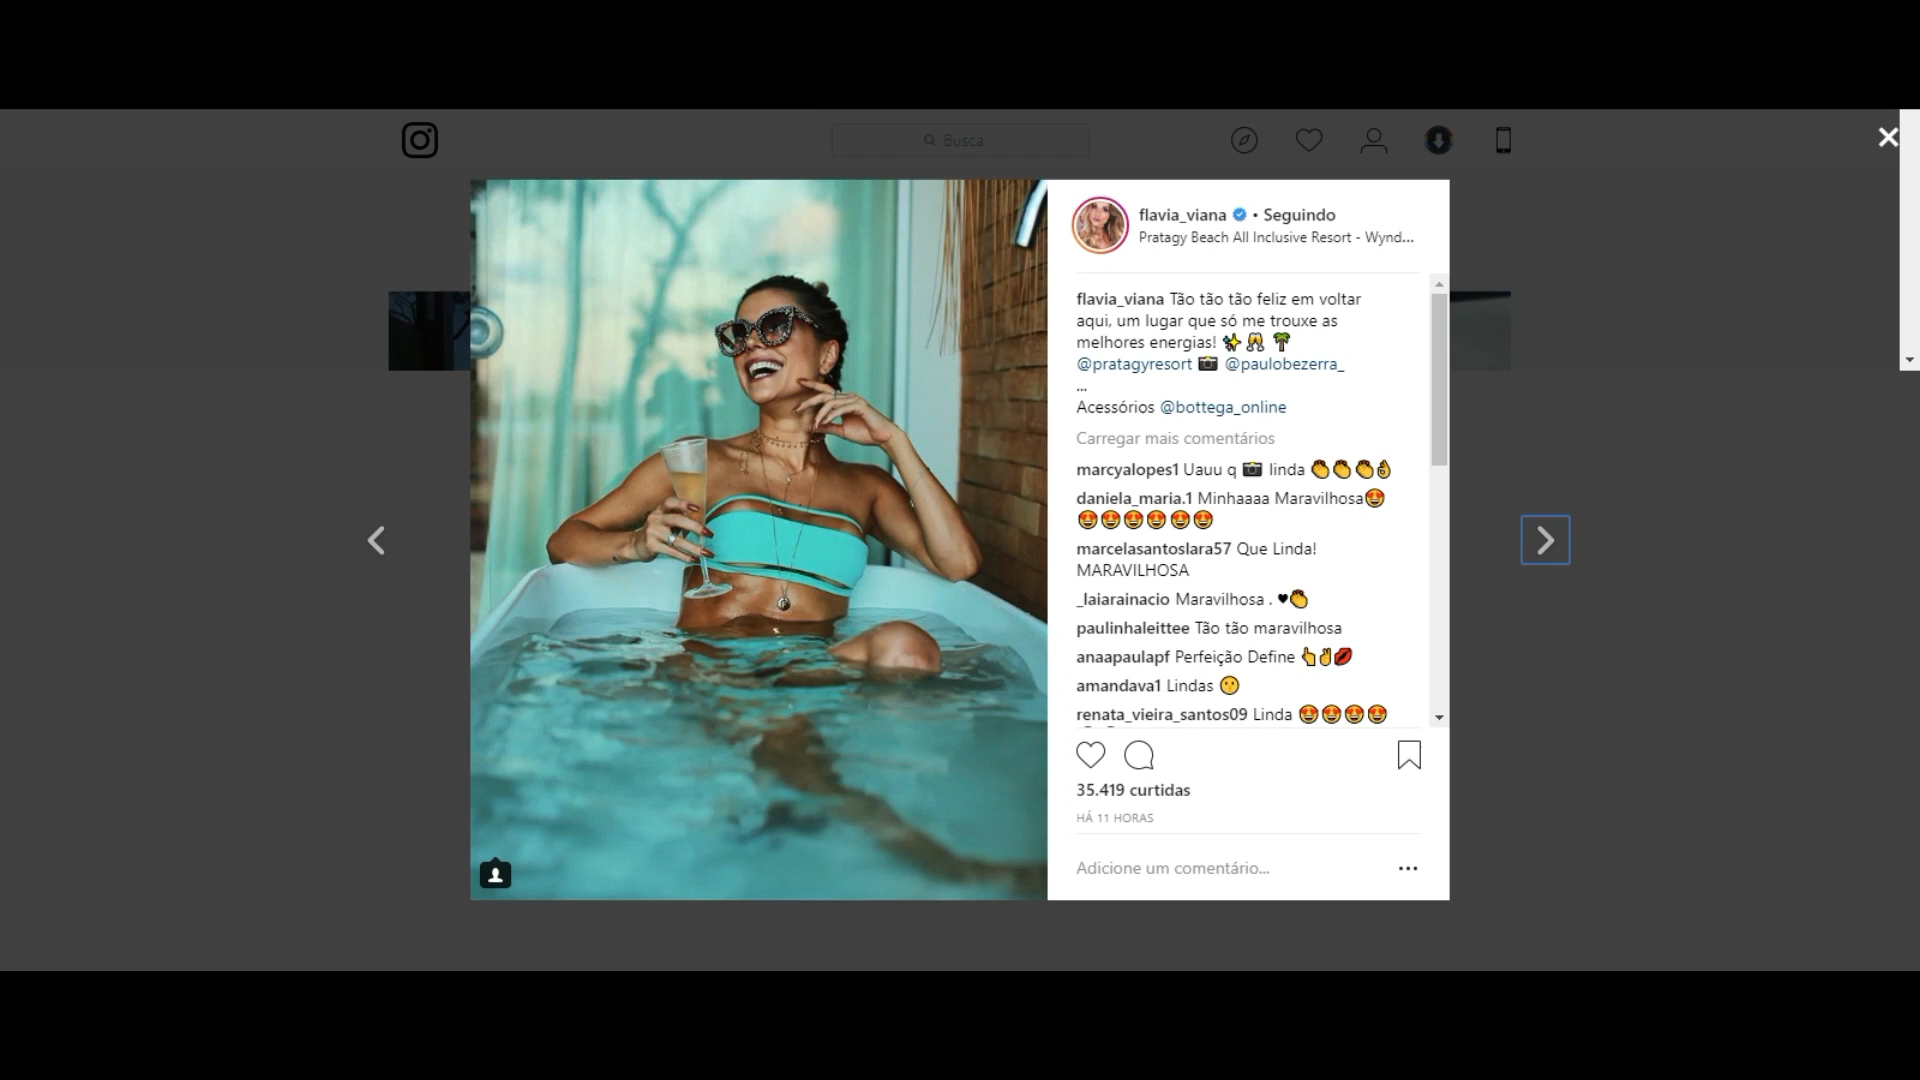 Busca
flavia_viana • Seguindo
Pratagy Beach All Inclusive Resort - Wynd...
flavia_viana Tão tão tão feliz em voltar
aqui, um lugar que só me trouxe as
melhores energias! ✨🥂🌴
@pratagyresort 📷 @paulobezerra_
...
Acessórios @bottega_online
Carregar mais comentários
marcyalopes1 Uauu q 📷 linda 👏👏👏👌
daniela_maria.1 Minhaaaa Maravilhosa😍
😍😍😍😍😍😍
marcelasantoslara57 Que Linda!
MARAVILHOSA
_laiarainacio Maravilhosa . ♥👏
paulinhaleittee Tão tão maravilhosa
anaapaulapf Perfeição Define 👆✌💋
amandava1 Lindas 😗
renata_vieira_santos09 Linda 😍😍😍😍
35.419 curtidas
HÁ 11 HORAS
Adicione um comentário...